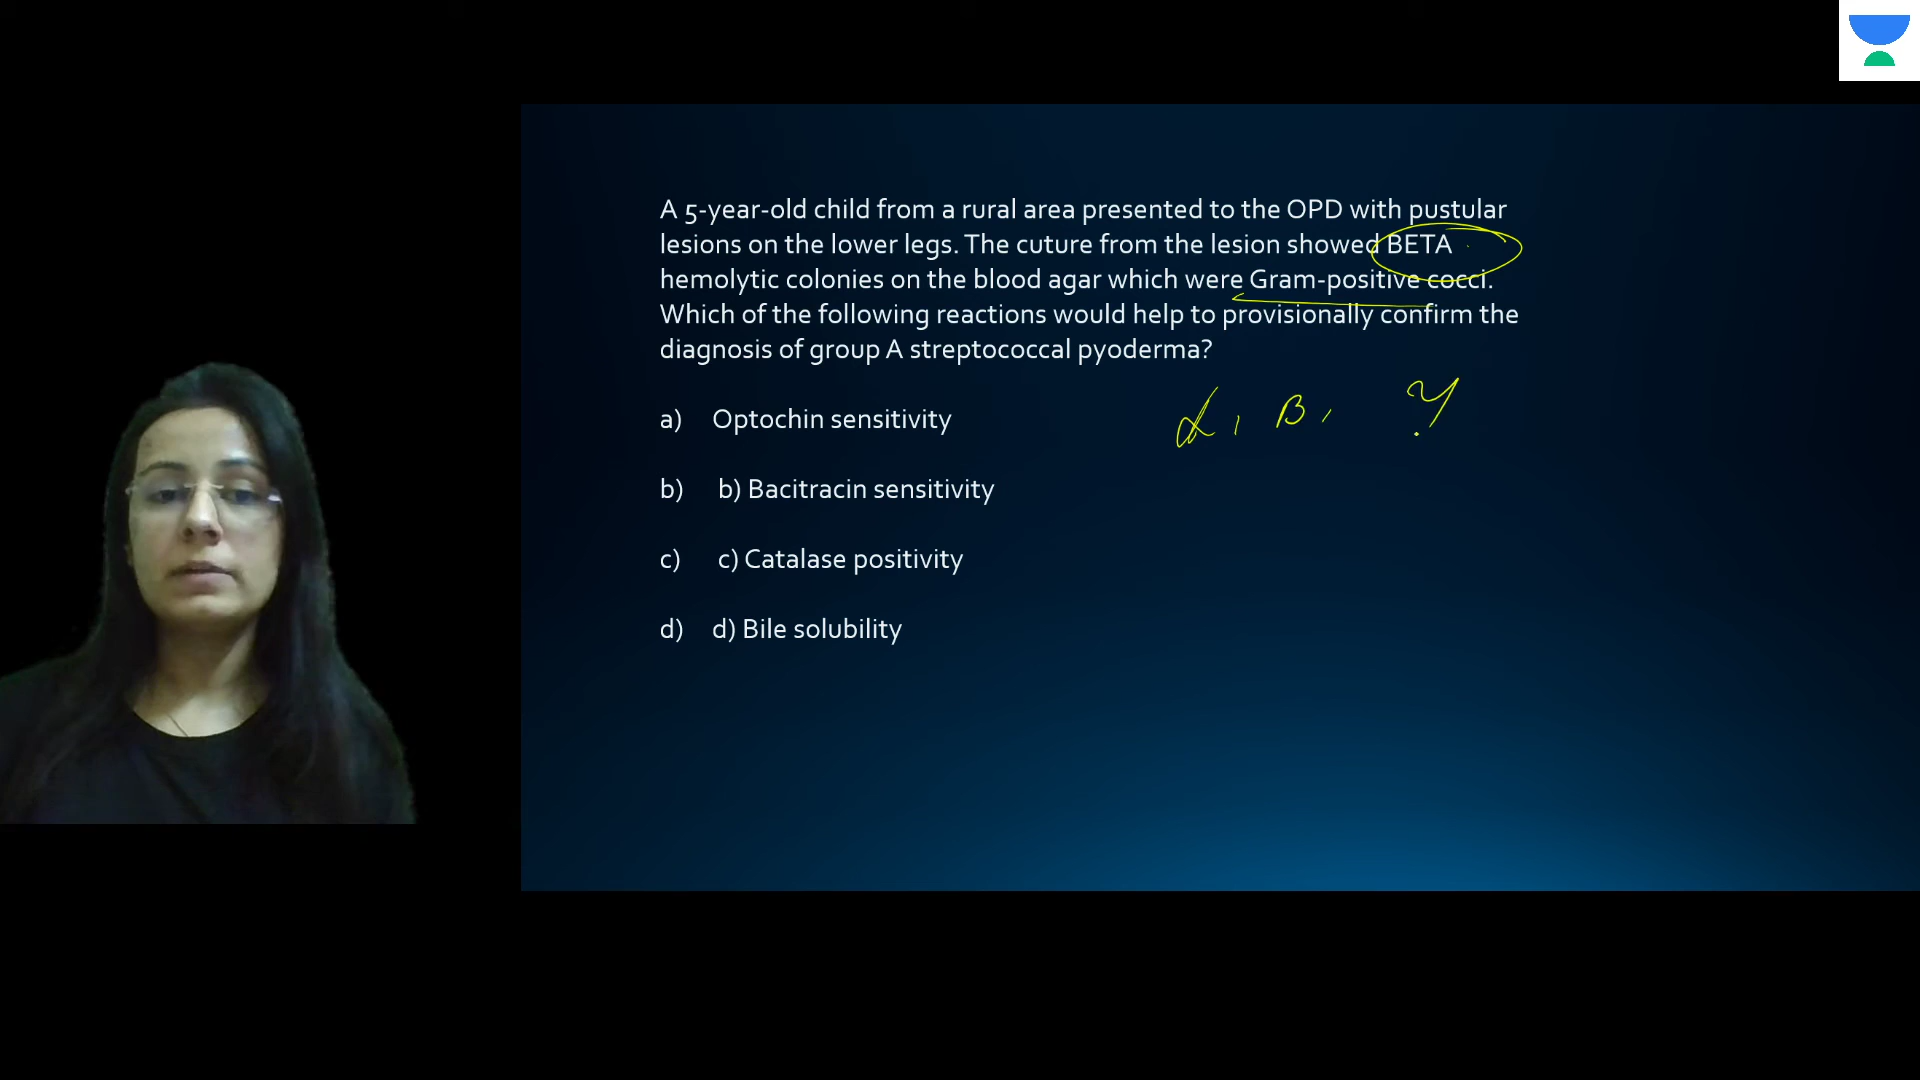 A 5-year-old child from a rural area presented to the OPD with pustular
lesions on the lower legs. The cuture from the lesion showed BETA
hemolytic colonies on the blood agar which were Gram-positive cocci.
Which of the following reactions would help to provisionally confirm the
diagnosis of group A streptococcal pyoderma?
α, β, γ
a) Optochin sensitivity
b) b) Bacitracin sensitivity
c) c) Catalase positivity
d) d) Bile solubility